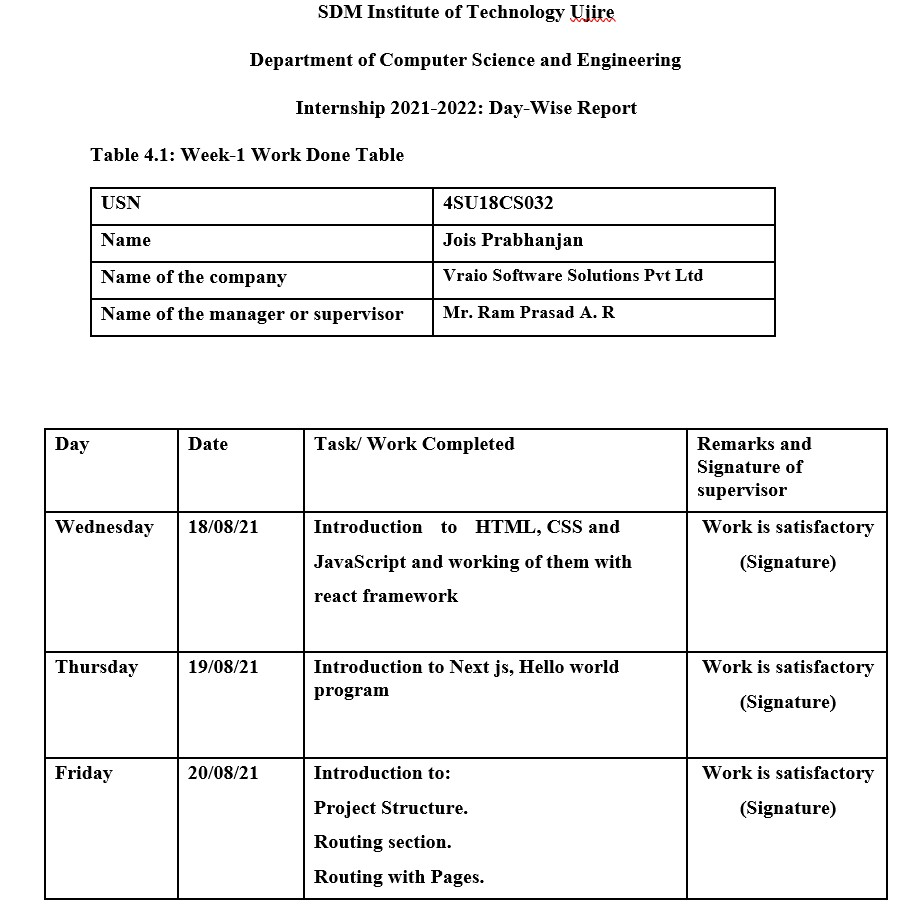 SDM Institute of Technology Ujire
Department of Computer Science and Engineering
Internship 2021-2022: Day-Wise Report
Table 4.1: Week-1 Work Done Table
USN 4SU18CS032
Name Jois Prabhanjan
Name of the company Vraio Software Solutions Pvt Ltd
Name of the manager or supervisor Mr. Ram Prasad A. R
Day Date Task/ Work Completed Remarks and
Signature of
supervisor
Wednesday 18/08/21 Introduction to HTML, CSS and Work is satisfactory
JavaScript and working of them with (Signature)
react framework
Thursday 19/08/21 Introduction to Next js, Hello world Work is satisfactory
program
(Signature)
Friday 20/08/21 Introduction to: Work is satisfactory
Project Structure. (Signature)
Routing section.
Routing with Pages.